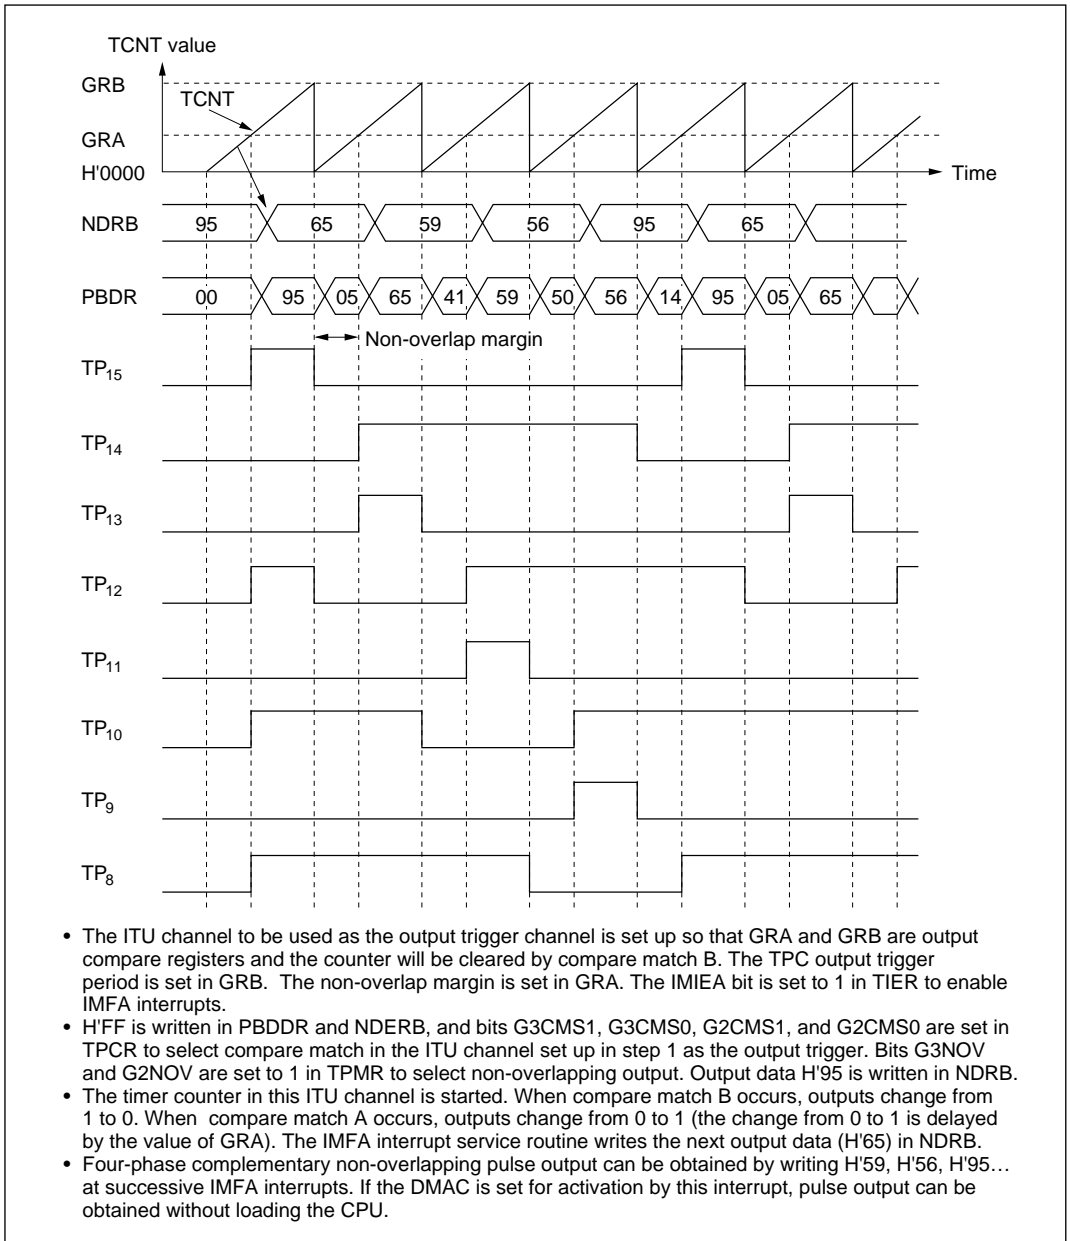 TCNT value
GRB
TCNT
GRA
H'0000
Time
NDRB 95 65 59 56 95 65
PBDR 00 95 05 65 41 59 50 56 14 95 05 65
Non-overlap margin
TP15
TP14
TP13
TP12
TP11
TP10
TP9
TP8
• The ITU channel to be used as the output trigger channel is set up so that GRA and GRB are output
compare registers and the counter will be cleared by compare match B. The TPC output trigger
period is set in GRB. The non-overlap margin is set in GRA. The IMIEA bit is set to 1 in TIER to enable
IMFA interrupts.
• H'FF is written in PBDDR and NDERB, and bits G3CMS1, G3CMS0, G2CMS1, and G2CMS0 are set in
TPCR to select compare match in the ITU channel set up in step 1 as the output trigger. Bits G3NOV
and G2NOV are set to 1 in TPMR to select non-overlapping output. Output data H'95 is written in NDRB.
• The timer counter in this ITU channel is started. When compare match B occurs, outputs change from
1 to 0. When compare match A occurs, outputs change from 0 to 1 (the change from 0 to 1 is delayed
by the value of GRA). The IMFA interrupt service routine writes the next output data (H'65) in NDRB.
• Four-phase complementary non-overlapping pulse output can be obtained by writing H'59, H'56, H'95…
at successive IMFA interrupts. If the DMAC is set for activation by this interrupt, pulse output can be
obtained without loading the CPU.